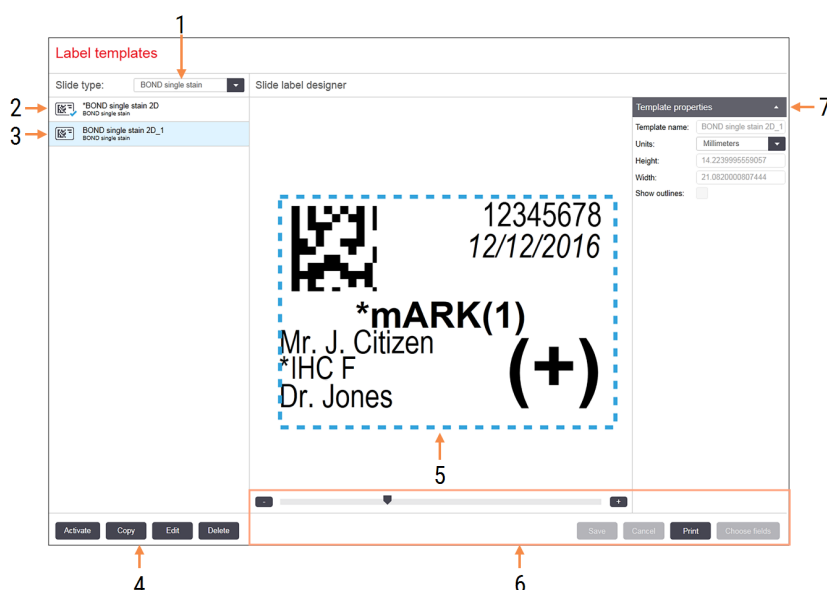 1
Label templates
Slide type:
BOND single stain
Slide label designer
2
*BOND single stain 2D
BOND single stain
3
BOND single stain 2D_1
BOND single stain
Template properties
7
Template name:
BOND single stain 2D_1
Units:
Millimeters
Height:
14.2239995559057
Width:
21.0820000807444
Show outlines:
12345678
12/12/2016
*mARK(1)
Mr. J. Citizen
*IHC F
Dr. Jones
(+)
5
-
+
Activate
Copy
Edit
Delete
Save
Cancel
Print
Choose fields
4
6